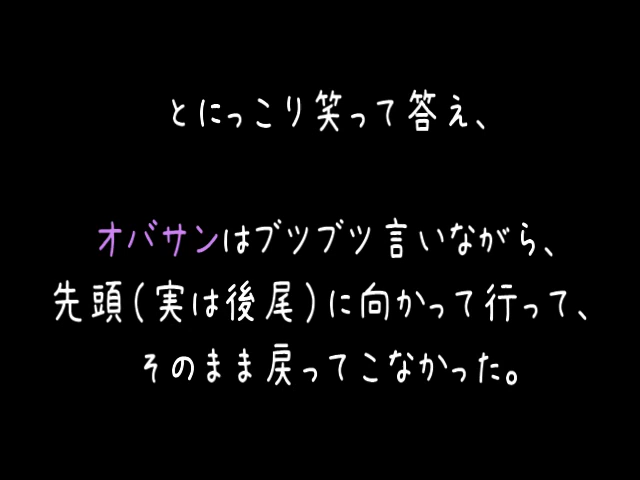 とにっこり笑って答え、
オバサンはブツブツ言いながら、
先頭(実は後尾)に向かって行って、
そのまま戻ってこなかった。